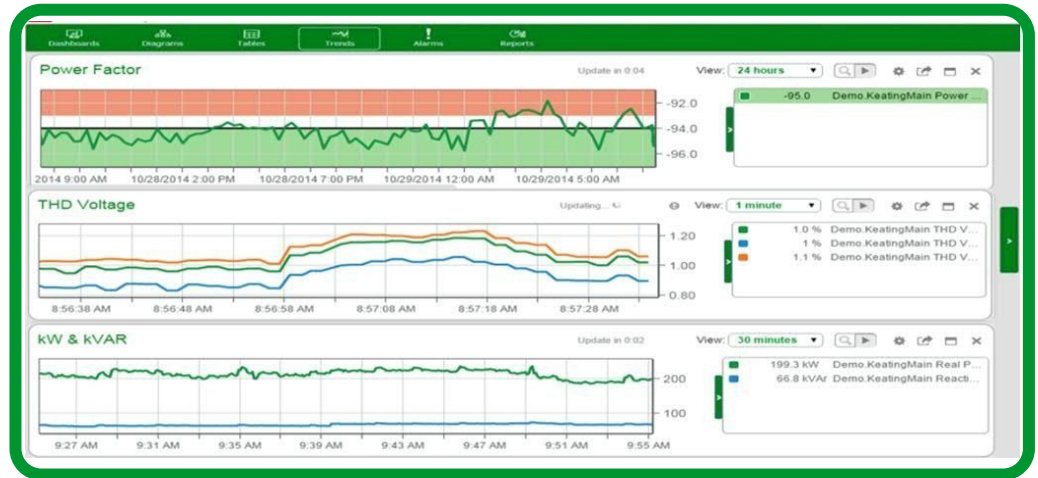 Dashboards Diagrams Tables Trends Alarms Reports
Power Factor Update in 0:04 View: 24 hours
-95.0 Demo.KeatingMain Power ...
-92.0
-94.0
-96.0
2014 9:00 AM 10/28/2014 2:00 PM 10/28/2014 7:00 PM 10/29/2014 12:00 AM 10/29/2014 5:00 AM
THD Voltage Updating... View: 1 minute
1.0 % Demo.KeatingMain THD V...
1 % Demo.KeatingMain THD V...
1.1 % Demo.KeatingMain THD V...
1.20
1.00
0.80
8:56:38 AM 8:56:48 AM 8:56:58 AM 8:57:08 AM 8:57:18 AM 8:57:28 AM
kW & kVAR Update in 0:02 View: 30 minutes
199.3 kW Demo.KeatingMain Real P...
66.8 kVAr Demo.KeatingMain Reacti...
200
100
9:27 AM 9:31 AM 9:35 AM 9:39 AM 9:43 AM 9:47 AM 9:51 AM 9:55 AM